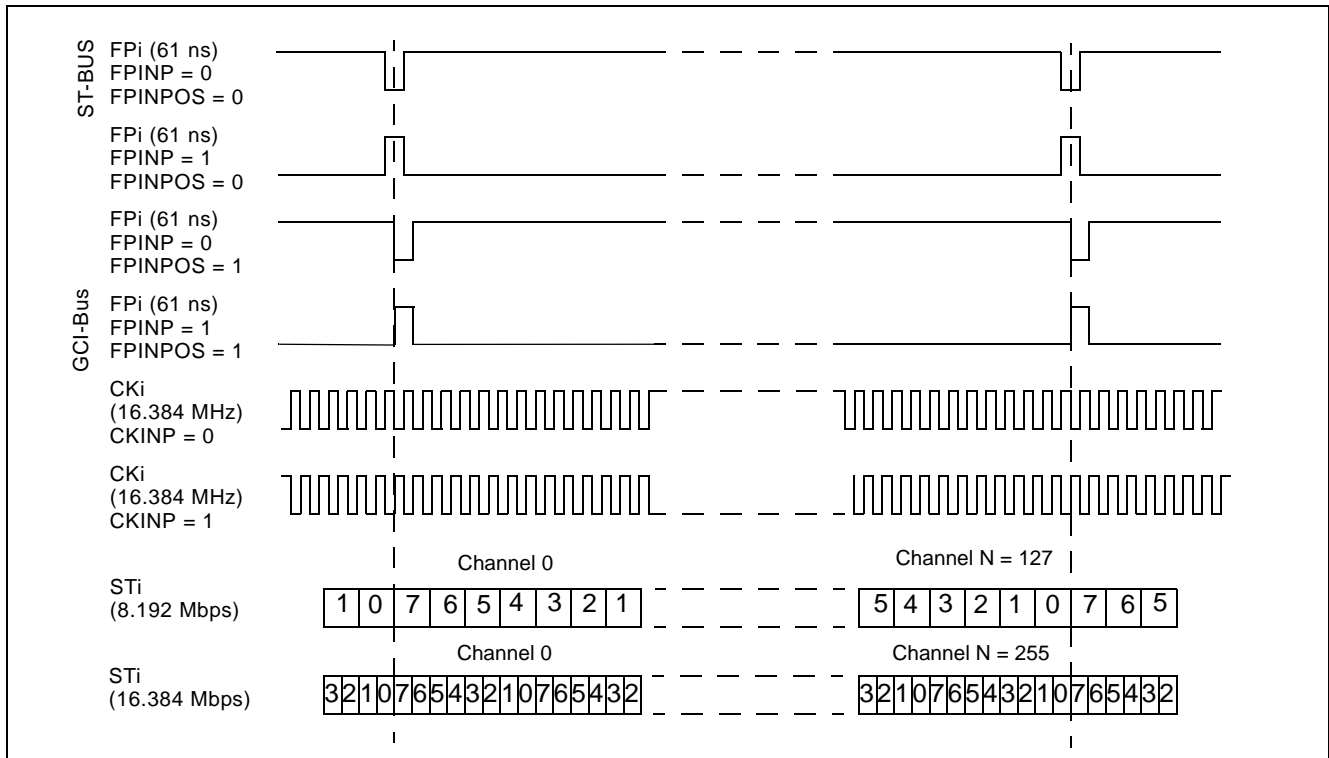 ST-BUS
FPi (61 ns)
FPINP = 0
FPINPOS = 0
FPi (61 ns)
FPINP = 1
FPINPOS = 0
FPi (61 ns)
FPINP = 0
FPINPOS = 1
GCI-Bus
FPi (61 ns)
FPINP = 1
FPINPOS = 1
CKi
(16.384 MHz)
CKINP = 0
CKi
(16.384 MHz)
CKINP = 1
Channel 0
Channel N = 127
STi
(8.192 Mbps)
1 0 7 6 5 4 3 2 1
5 4 3 2 1 0 7 6 5
Channel 0
Channel N = 255
STi
(16.384 Mbps)
3 2 1 0 7 6 5 4 3 2 1 0 7 6 5 4 3 2
3 2 1 0 7 6 5 4 3 2 1 0 7 6 5 4 3 2